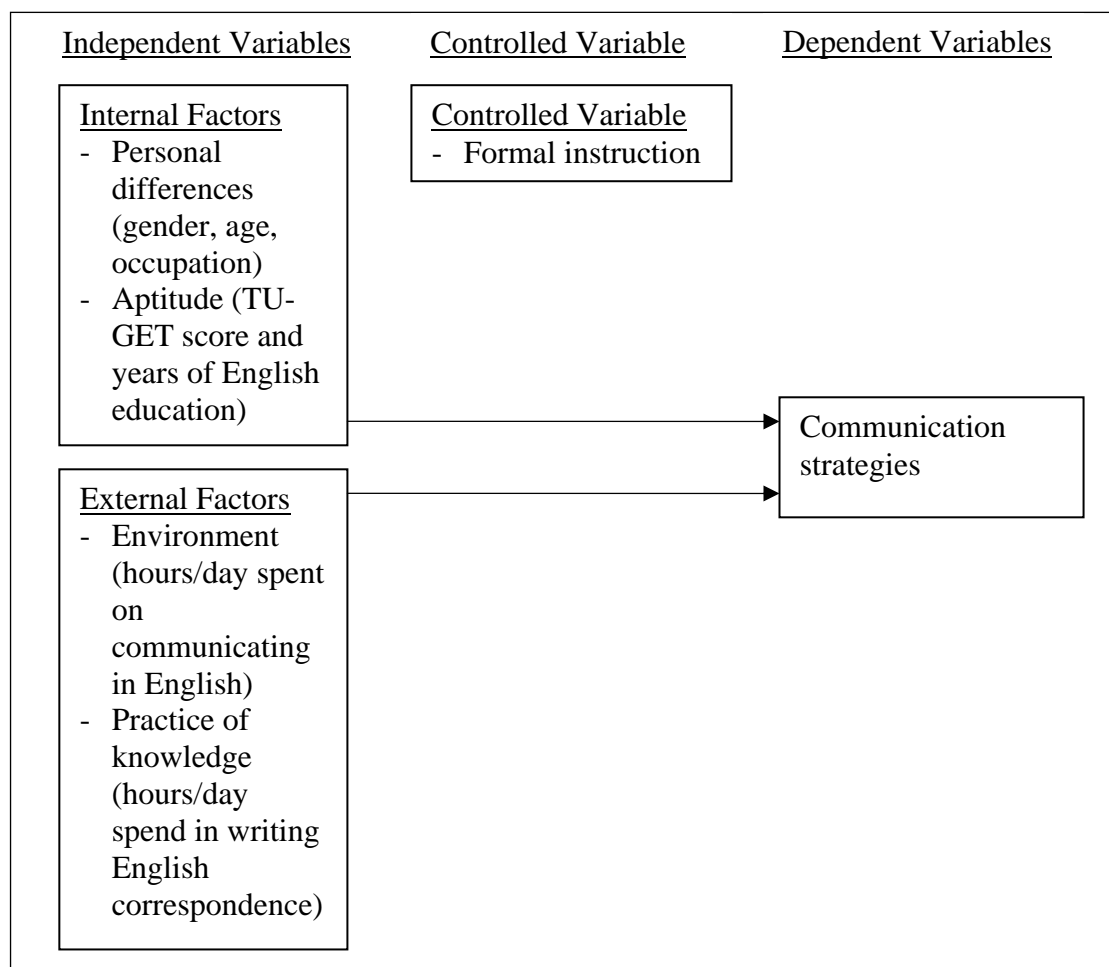 Independent Variables
Controlled Variable
Dependent Variables
Internal Factors
- Personal
differences
(gender, age,
occupation)
- Aptitude (TU-
GET score and
years of English
education)
Controlled Variable
- Formal instruction
Communication
strategies
External Factors
- Environment
(hours/day spent
on
communicating
in English)
- Practice of
knowledge
(hours/day
spend in writing
English
correspondence)